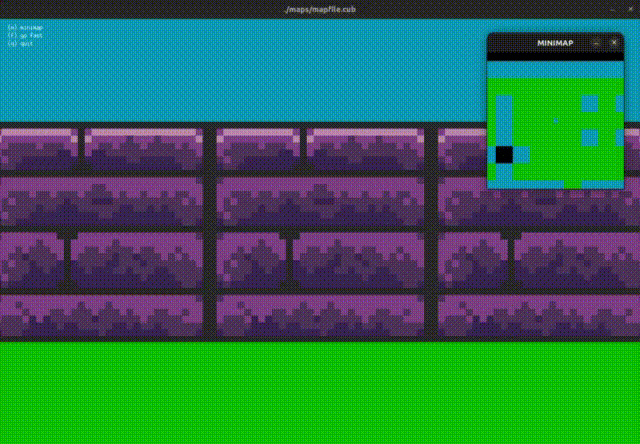 ./maps/mapfile.cub
(m) minimap
(f) go fast
(q) quit
MINIMAP